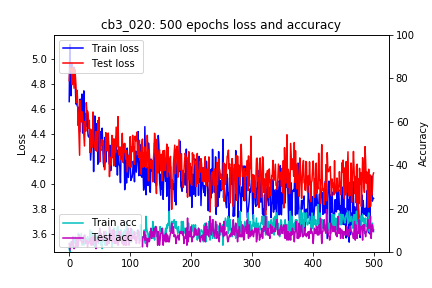 cb3_020: 500 epochs loss and accuracy
Train loss
Test loss
Train acc
Test acc
Loss
5.0
4.8
4.6
4.4
4.2
4.0
3.8
3.6
Accuracy
100
80
60
40
20
0
0
100
200
300
400
500